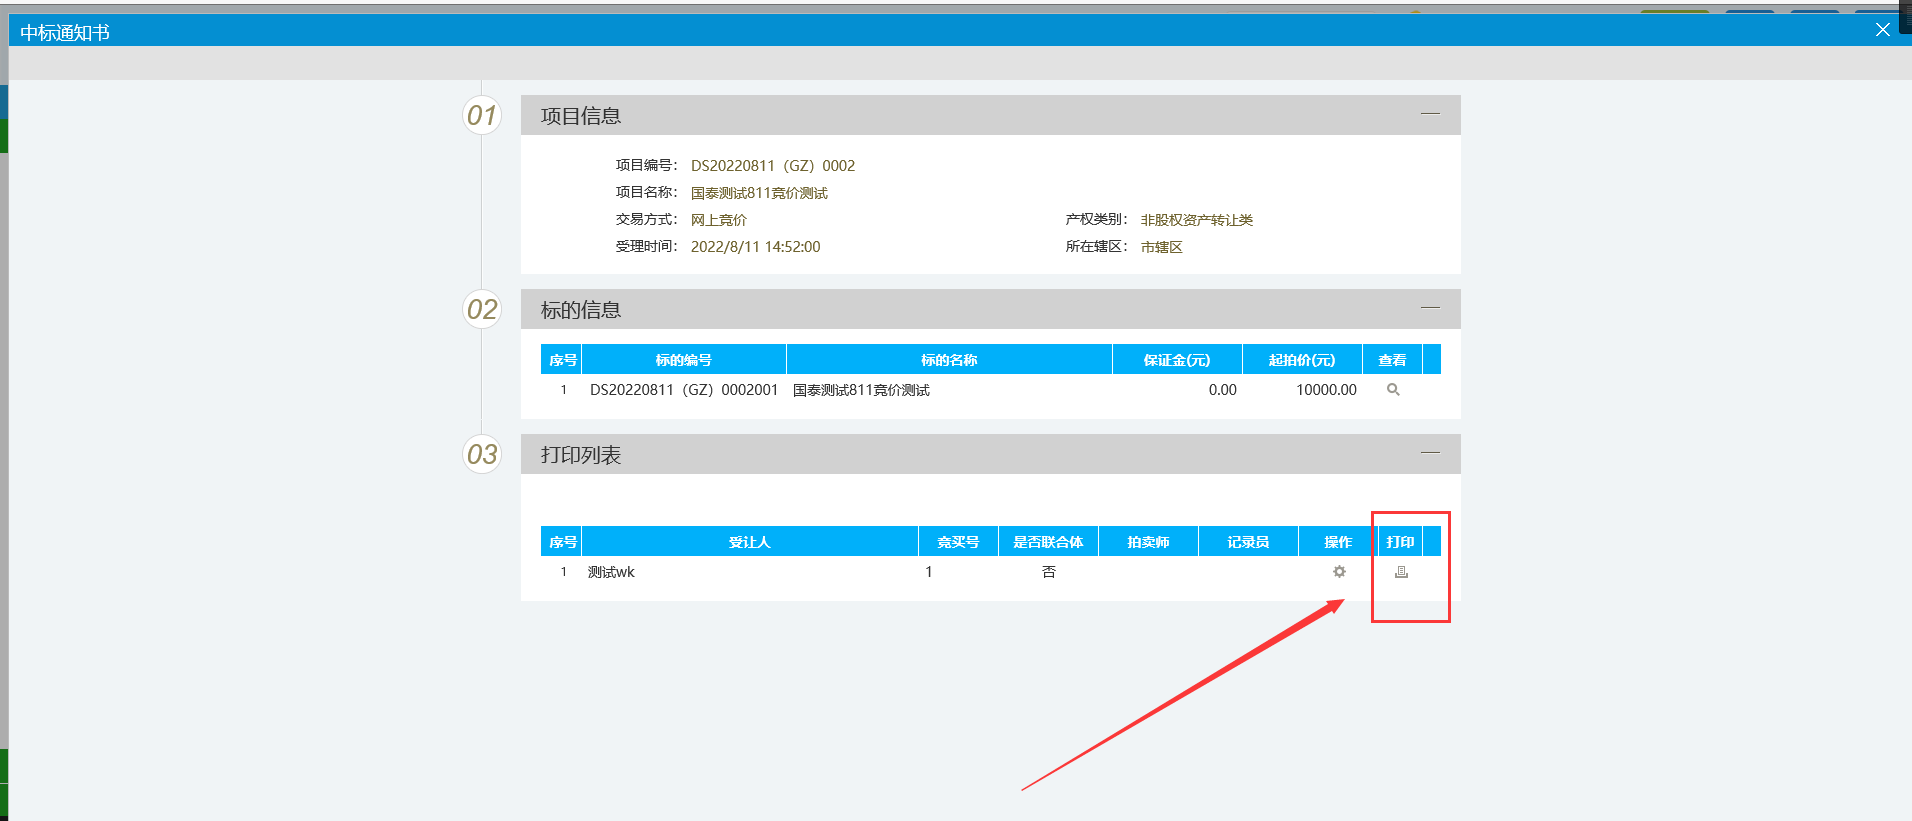 中标通知书
01 项目信息
项目编号： DS20220811（GZ）0002
项目名称： 国泰测试811竞价测试
交易方式： 网上竞价 产权类别： 非股权资产转让类
受理时间： 2022/8/11 14:52:00 所在辖区： 市辖区
02 标的信息
序号 标的编号 标的名称 保证金(元) 起拍价(元) 查看
1 DS20220811（GZ）0002001 国泰测试811竞价测试 0.00 10000.00
03 打印列表
序号 受让人 竞买号 是否联合体 拍卖师 记录员 操作 打印
1 测试wk 1 否